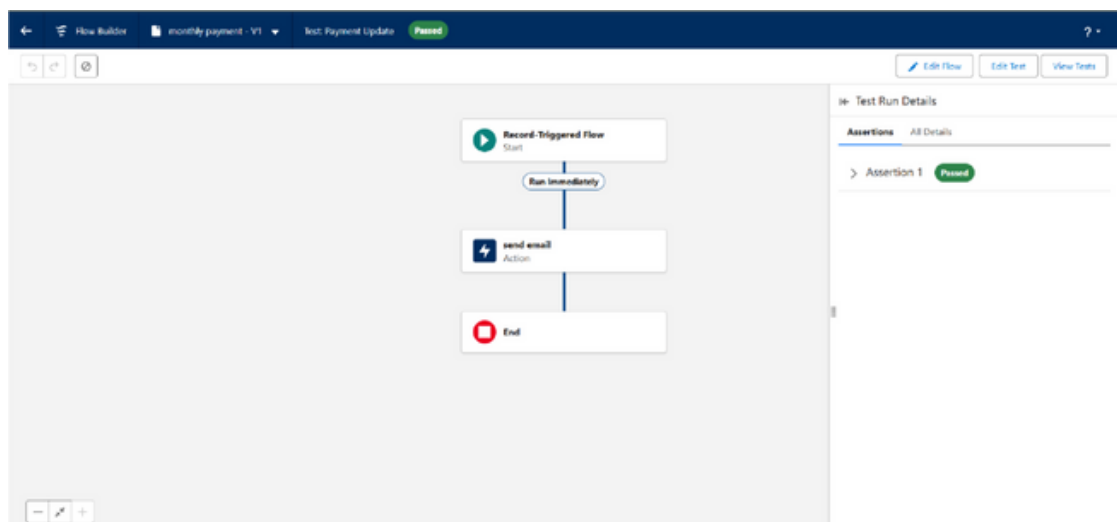 Flow Builder monthly payment - V1 Test: Payment Update Passed ?
Edit Flow Edit Test View Tests
Test Run Details
Assertions All Details
Assertion 1 Passed
Record-Triggered Flow
Start
Run Immediately
send email
Action
End